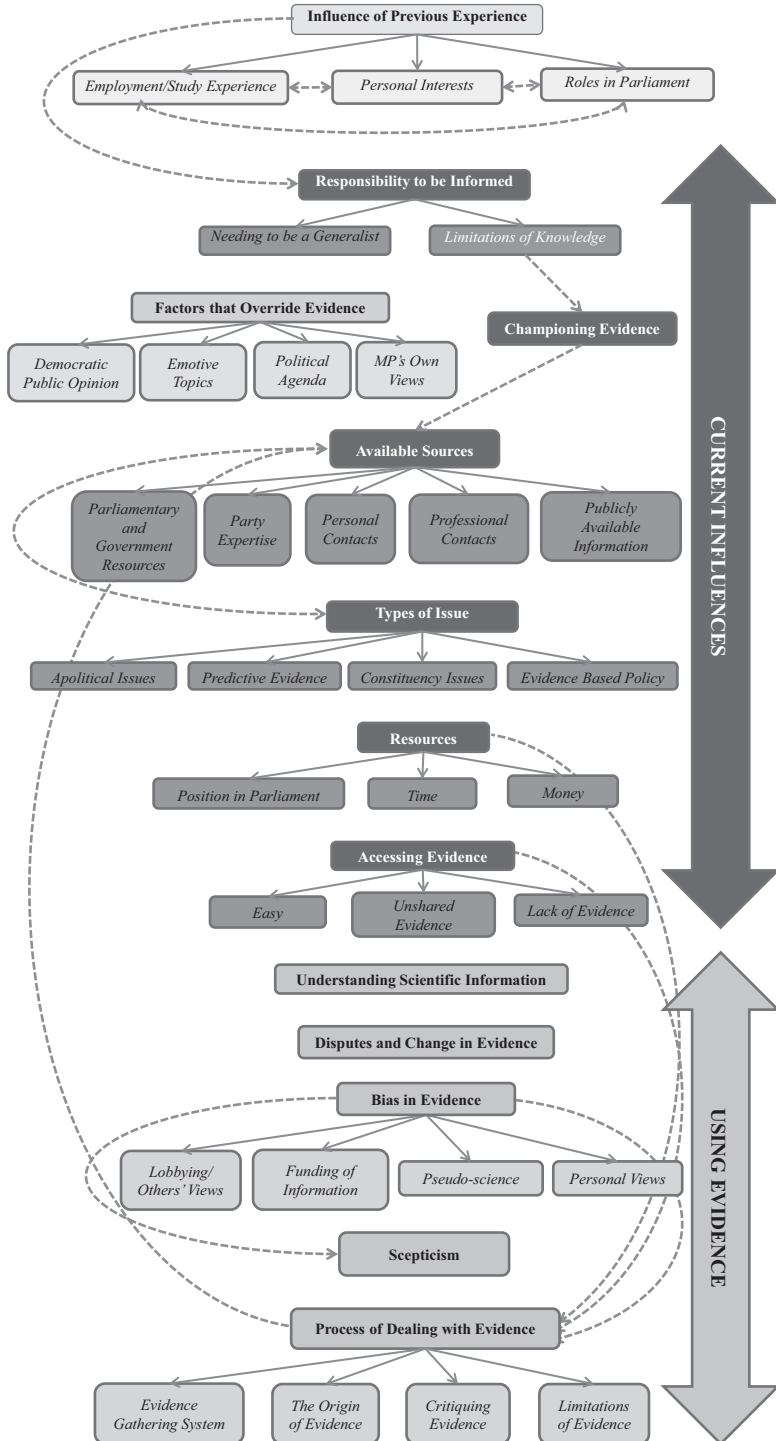 Influence of Previous Experience
Employment/Study Experience
Personal Interests
Roles in Parliament
Responsibility to be Informed
Needing to be a Generalist
Limitations of Knowledge
Factors that Override Evidence
Championing Evidence
Democratic
Public Opinion
Emotive
Topics
Political
Agenda
MP's Own
Views
Available Sources
Parliamentary
and
Government
Resources
Party
Expertise
Personal
Contacts
Professional
Contacts
Publicly
Available
Information
Types of Issue
Apolitical Issues
Predictive Evidence
Constituency Issues
Evidence Based Policy
Resources
Position in Parliament
Time
Money
Accessing Evidence
Easy
Unshared
Evidence
Lack of Evidence
CURRENT INFLUENCES
Understanding Scientific Information
Disputes and Change in Evidence
Bias in Evidence
Lobbying/
Others' Views
Funding of
Information
Pseudo-science
Personal Views
Scepticism
Process of Dealing with Evidence
Evidence
Gathering System
The Origin
of Evidence
Critiquing
Evidence
Limitations
of Evidence
USING EVIDENCE